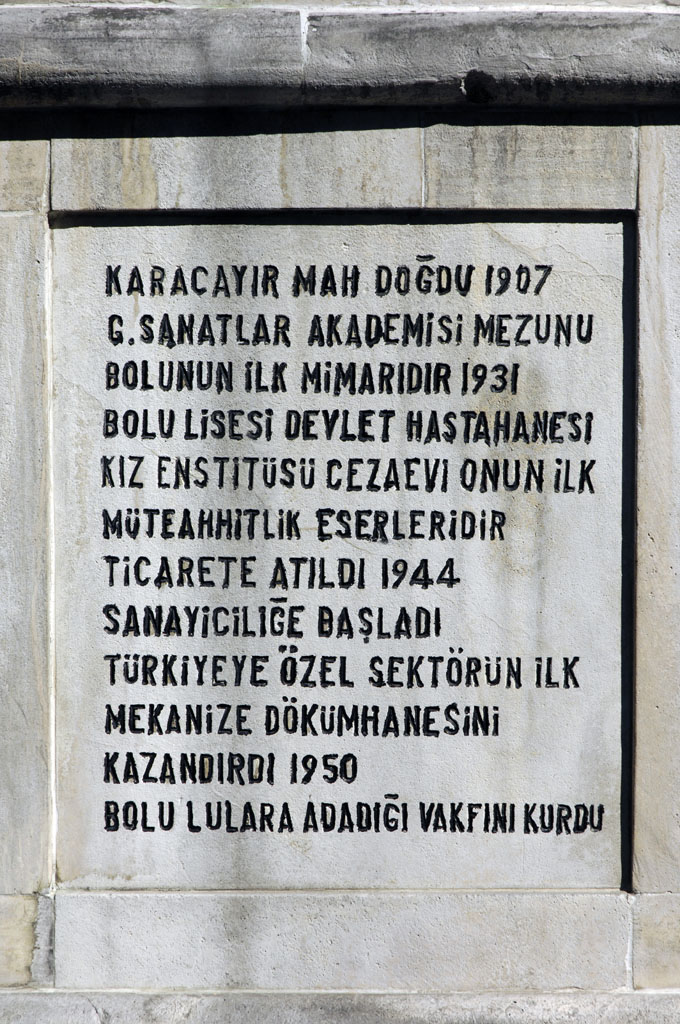 KARACAYIR MAH DOĞDU 1907
G.SANATLAR AKADEMİSİ MEZUNU
BOLUNUN İLK MİMARIDIR 1931
BOLU LİSESİ DEVLET HASTAHANESİ
KIZ ENSTİTÜSÜ CEZAEVI ONUN İLK
MÜTEAHHİTLİK ESERLERİDİR
TİCARETE ATILDI 1944
SANAYİCİLİĞE BAŞLADI
TÜRKİYEYE ÖZEL SEKTÖRÜN İLK
MEKANİZE DÖKÜMHANESİNİ
KAZANDIRDI 1950
BOLU LULARA ADADIĞI VAKFINI KURDU